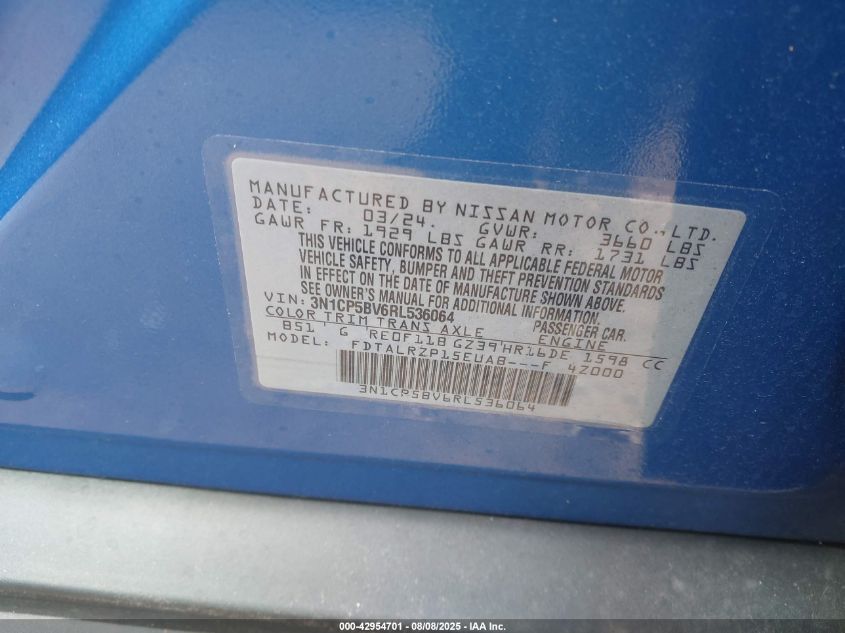 MANUFACTURED BY NISSAN MOTOR CO.,LTD.
DATE: 03/24. GVWR: 3660 LBS
GAWR FR: 1929 LBS GAWR RR: 1731 LBS
THIS VEHICLE CONFORMS TO ALL APPLICABLE FEDERAL MOTOR
VEHICLE SAFETY, BUMPER AND THEFT PREVENTION STANDARDS
IN EFFECT ON THE DATE OF MANUFACTURE SHOWN ABOVE.
SEE OWNER'S MANUAL FOR ADDITIONAL INFORMATION.
VIN: 3N1CP5BV6RL536064 PASSENGER CAR.
COLOR TRIM TRANS AXLE ENGINE
B51 G RE0F11B GZ39 HR16DE 1598 CC
MODEL: FDTALRZP15EUAB---F 4Z000
3N1CP5BV6RL536064
000-42954701 - 08/08/2025 - IAA Inc.